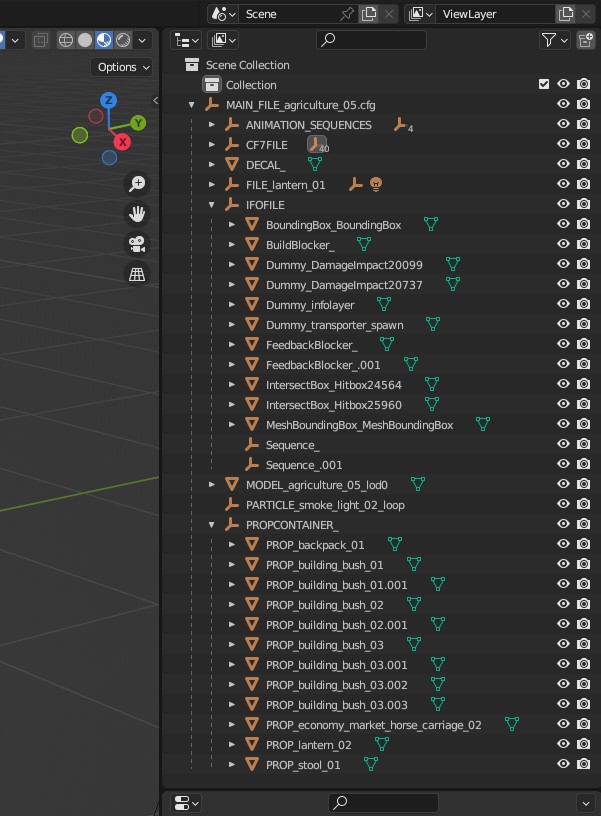 Scene
ViewLayer
Options
Z
Y
X
Scene Collection
Collection
MAIN_FILE_agriculture_05.cfg
ANIMATION_SEQUENCES 4
CF7FILE 40
DECAL_
FILE_lantern_01
IFOFILE
BoundingBox_BoundingBox
BuildBlocker_
Dummy_DamageImpact20099
Dummy_DamageImpact20737
Dummy_infolayer
Dummy_transporter_spawn
FeedbackBlocker_
FeedbackBlocker_.001
IntersectBox_Hitbox24564
IntersectBox_Hitbox25960
MeshBoundingBox_MeshBoundingBox
Sequence_
Sequence_.001
MODEL_agriculture_05_lod0
PARTICLE_smoke_light_02_loop
PROPCONTAINER_
PROP_backpack_01
PROP_building_bush_01
PROP_building_bush_01.001
PROP_building_bush_02
PROP_building_bush_02.001
PROP_building_bush_03
PROP_building_bush_03.001
PROP_building_bush_03.002
PROP_building_bush_03.003
PROP_economy_market_horse_carriage_02
PROP_lantern_02
PROP_stool_01